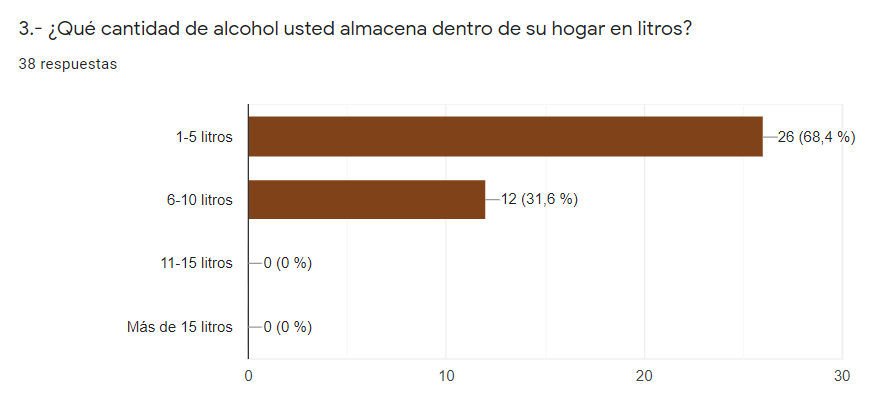 3.- ¿Qué cantidad de alcohol usted almacena dentro de su hogar en litros?
38 respuestas
1-5 litros
26 (68,4 %)
6-10 litros
12 (31,6 %)
11-15 litros
0 (0 %)
Más de 15 litros
0 (0 %)
0
10
20
30